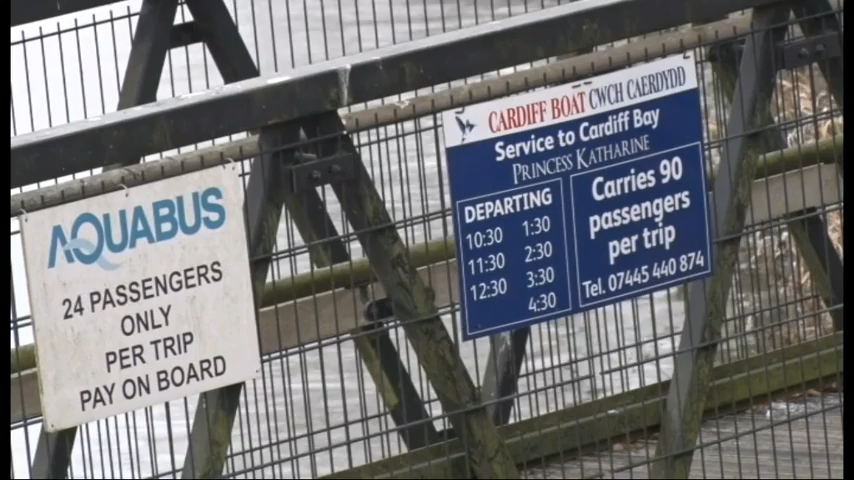 AQUABUS
24 PASSENGERS
ONLY
PER TRIP
PAY ON BOARD
CARDIFF BOAT CWCH CAERDYDD
Service to Cardiff Bay
PRINCESS KATHARINE
DEPARTING
10:30 1:30
11:30 2:30
12:30 3:30
4:30
Carries 90
passengers
per trip
Tel. 07445 440 874